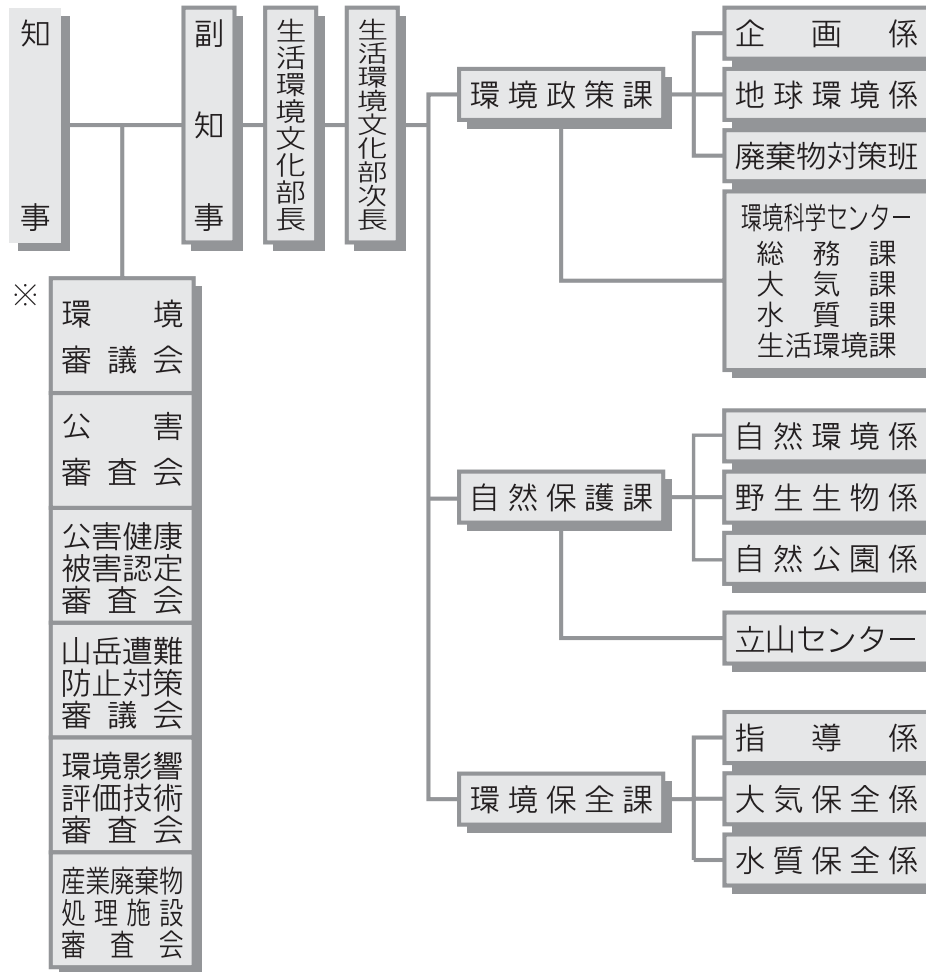 知事
副知事
生活環境文化部長
生活環境文化部次長
※
環境
審議会
公害
審査会
公害健康
被害認定
審査会
山岳遭難
防止対策
審議会
環境影響
評価技術
審査会
産業廃棄物
処理施設
審査会
環境政策課
企画係
地球環境係
廃棄物対策班
環境科学センター
総務課
大気課
水質課
生活環境課
自然保護課
自然環境係
野生生物係
自然公園係
立山センター
環境保全課
指導係
大気保全係
水質保全係